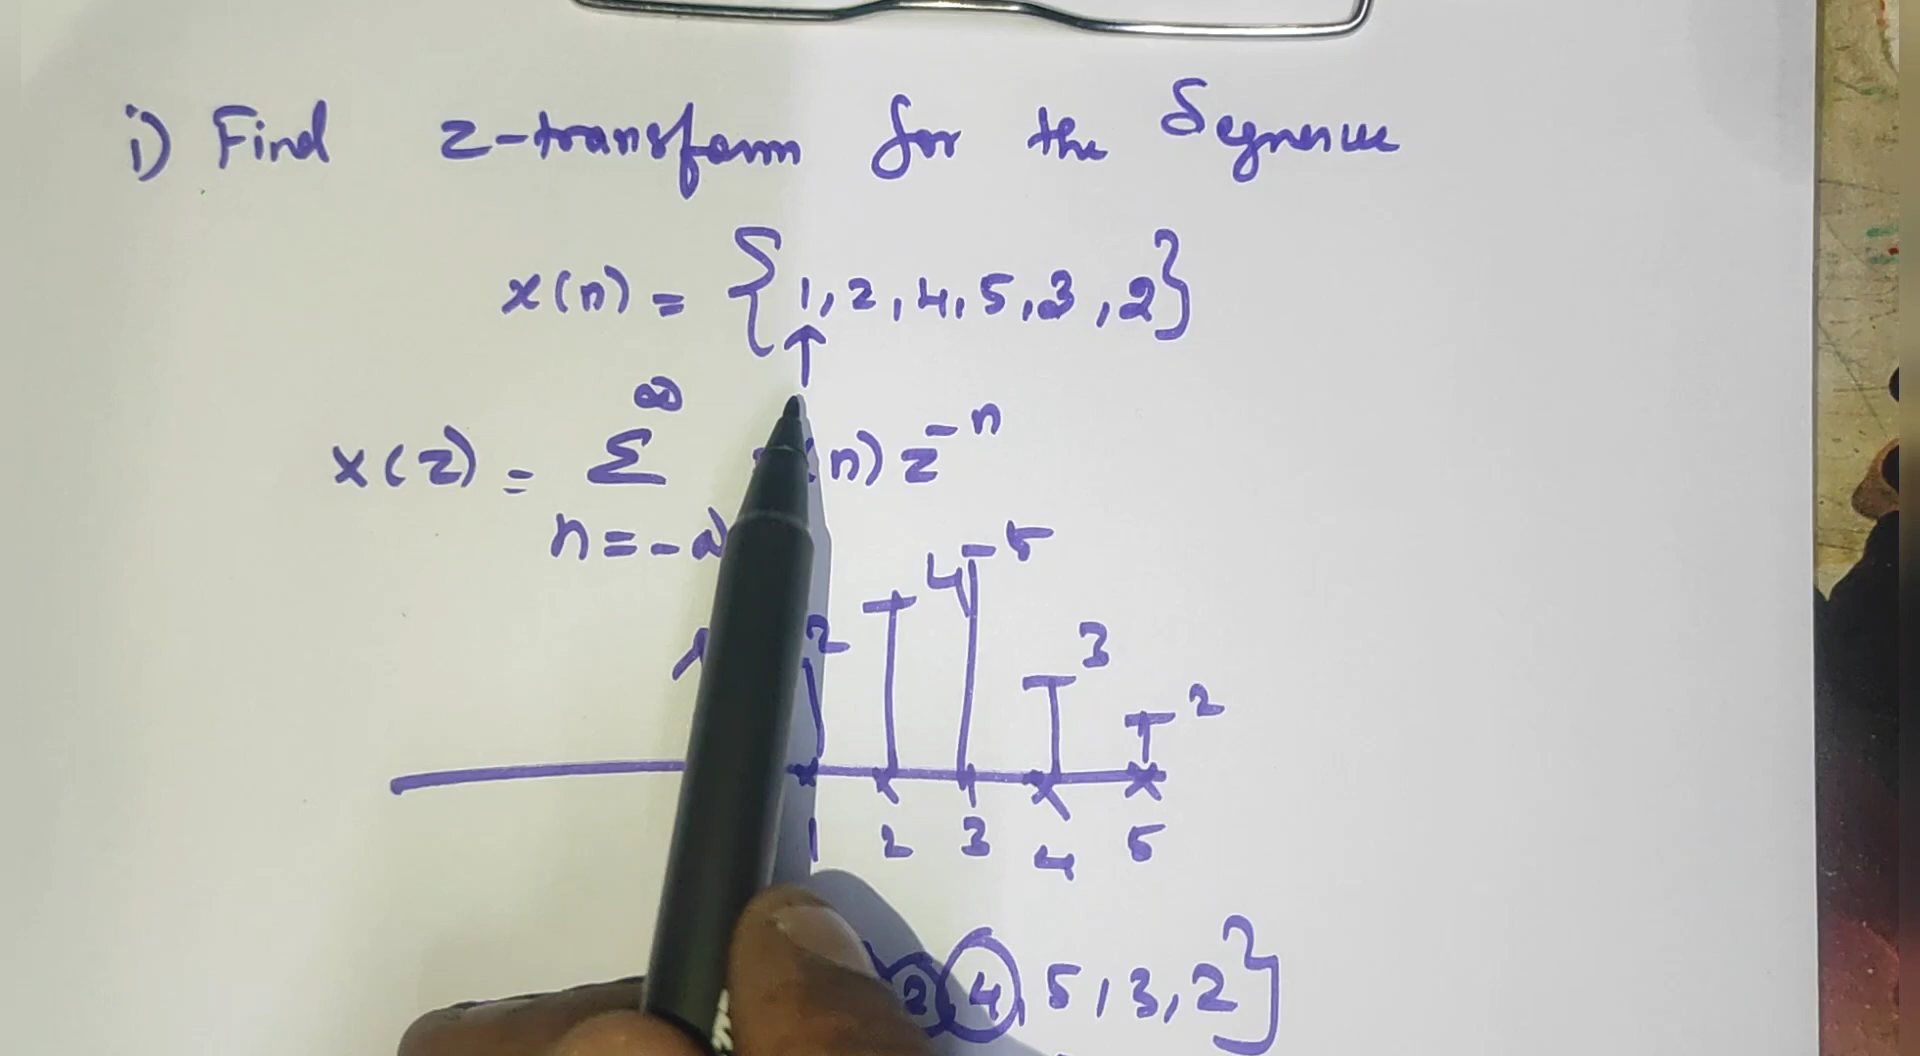 i) Find z-transform for the
x(n) = {1, 2, 4, 5, 3, 2}
↑
∞
x(z) = Σ (n) z^-n
n = -
5
4
2
3
2
1 2 3 4 5
2 4, 5, 3, 2}